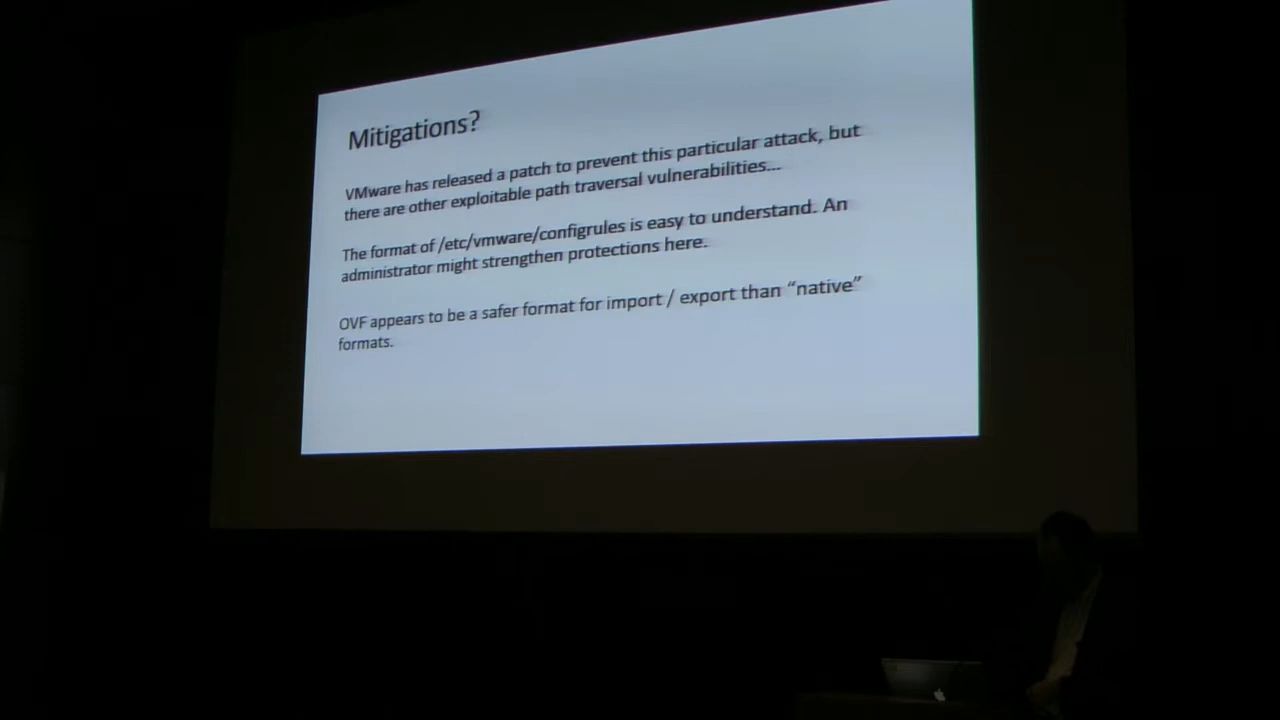 Mitigations?
VMware has released a patch to prevent this particular attack, but
there are other exploitable path traversal vulnerabilities...
The format of /etc/vmware/configrules is easy to understand. An
administrator might strengthen protections here.
OVF appears to be a safer format for import / export than “native”
formats.